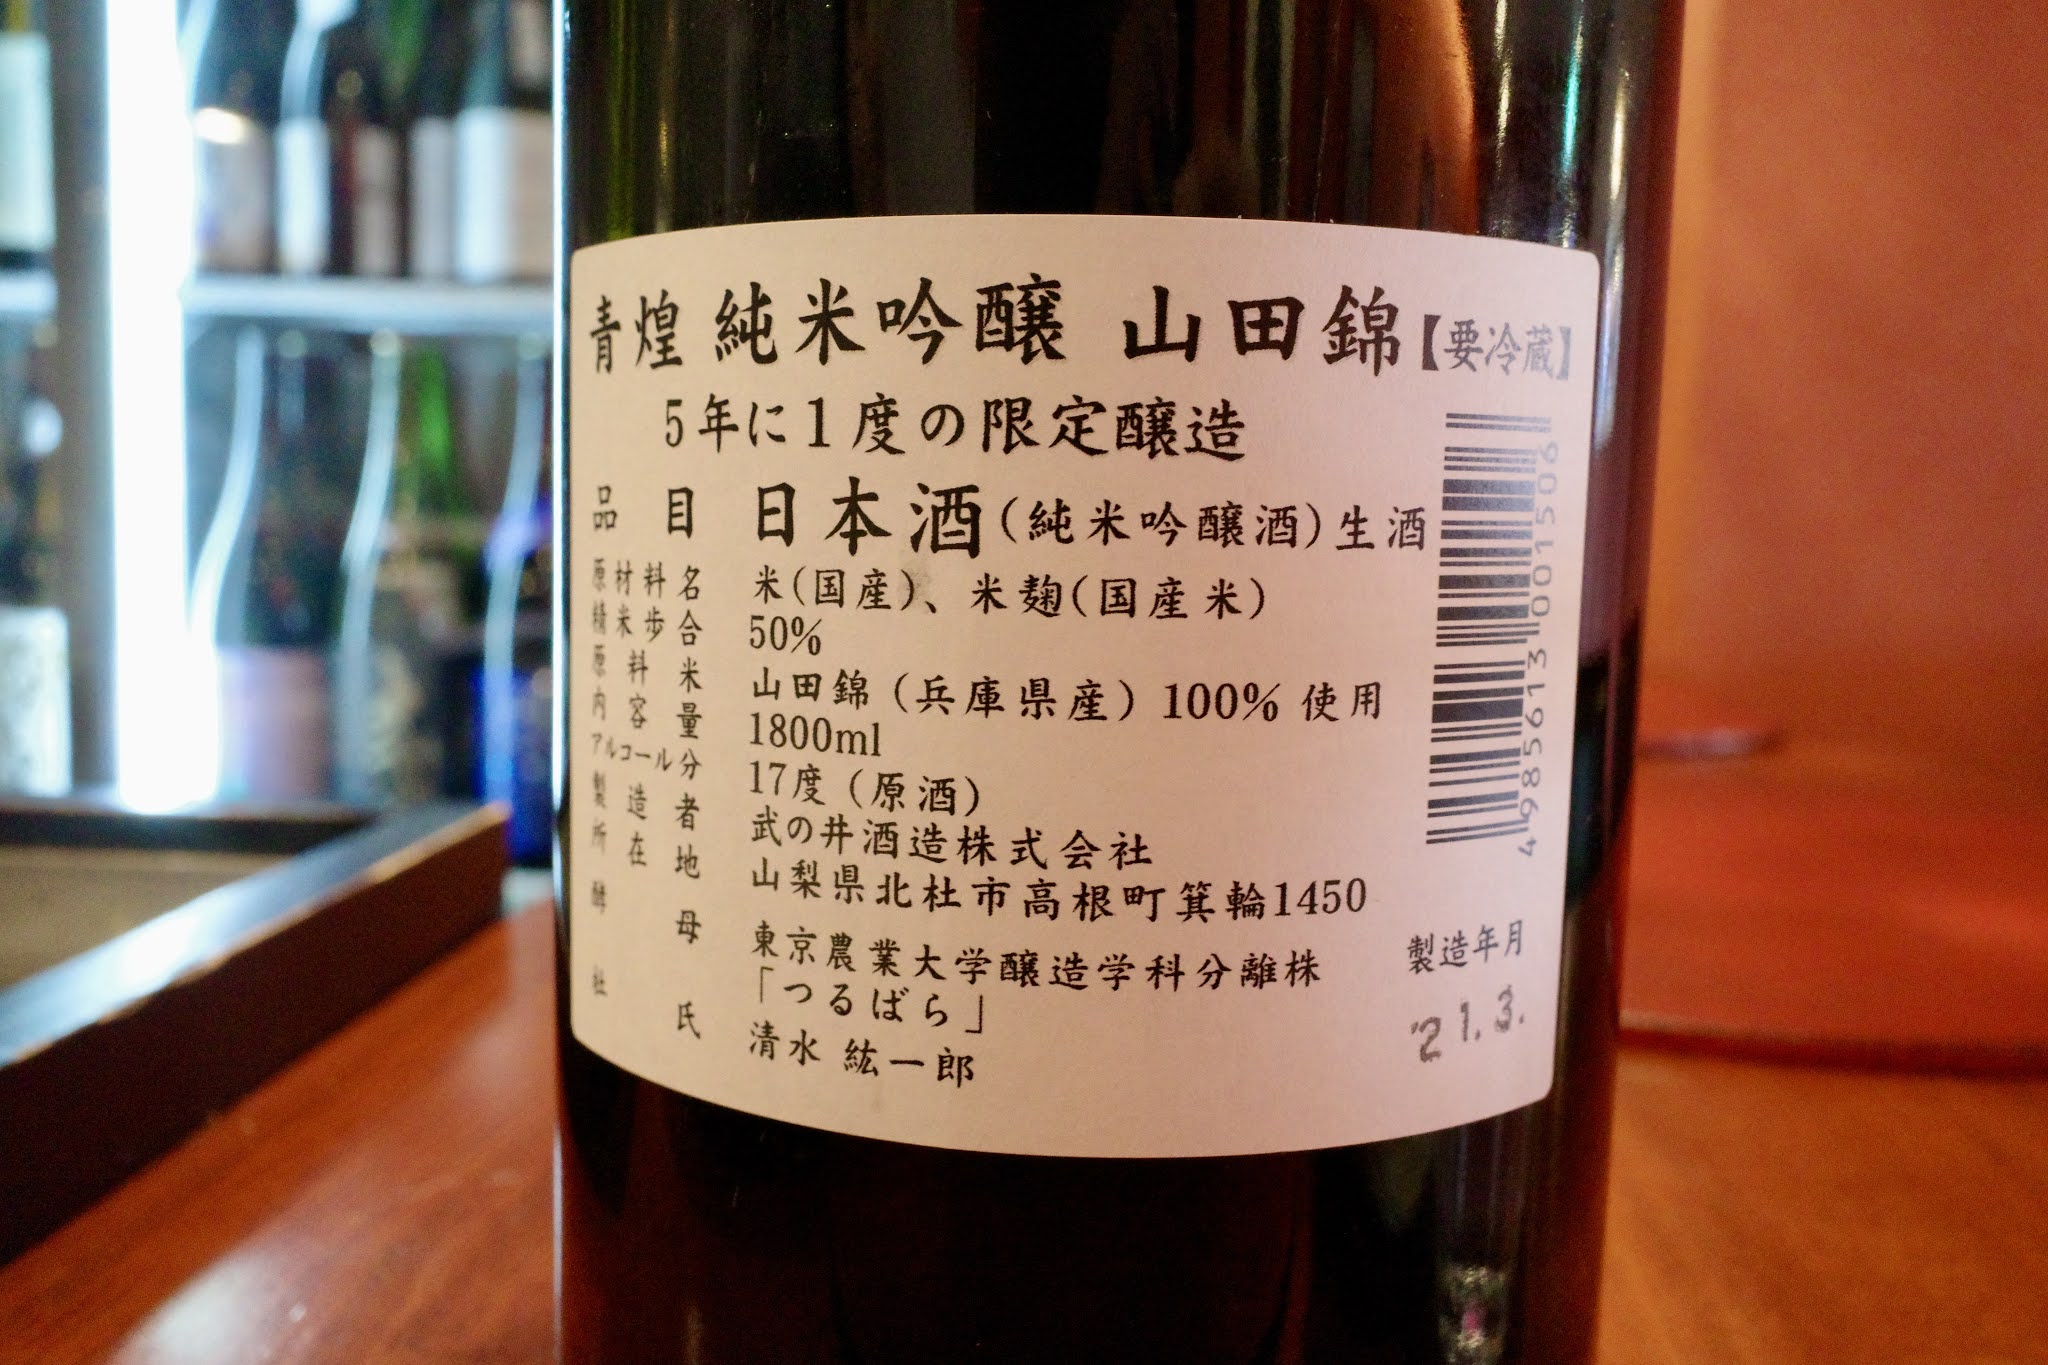 青煌 純米吟醸 山田錦【要冷蔵】
5年に1度の限定醸造
品目 日本酒(純米吟醸酒)生酒
原材料名 米(国産)、米麹(国産米)
精米歩合 50%
原料米 山田錦(兵庫県産)100% 使用
内容量 1800ml
アルコール分 17度(原酒)
製造者 武の井酒造株式会社
所在地 山梨県北杜市高根町箕輪1450
酵母 東京農業大学醸造学科分離株
「つるばら」
杜氏 清水 紘一郎
4985613001506
製造年月
'21.3.